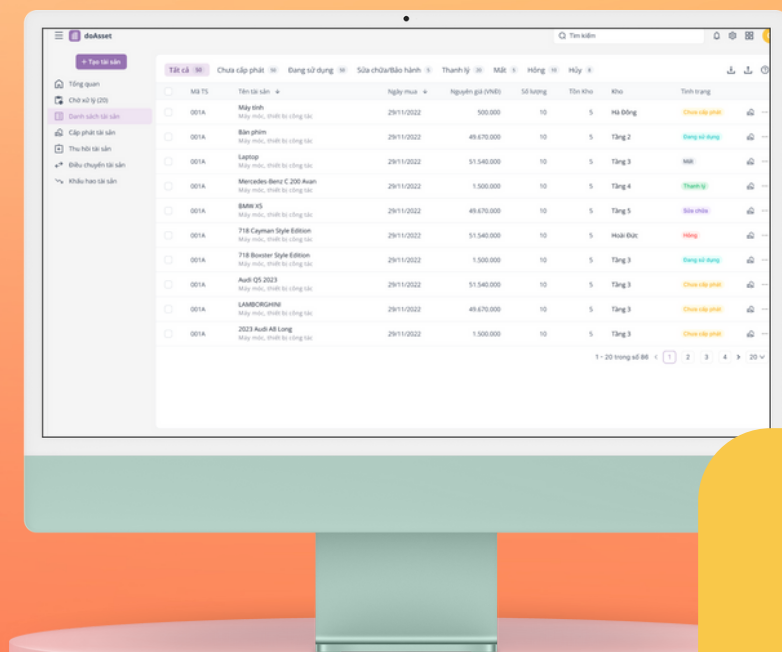 doAsset
Tìm kiếm
+ Tạo tài sản
Tổng quan
Chờ xử lý (20)
Danh sách tài sản
Cấp phát tài sản
Thu hồi tài sản
Điều chuyển tài sản
Khấu hao tài sản
Tất cả 50 Chưa cấp phát 50 Đang sử dụng 50 Sửa chữa/Bảo hành 5 Thanh lý 20 Mất 5 Hỏng 10 Hủy 5
Mã TS Tên tài sản Ngày mua Nguyên giá (VNĐ) Số lượng Tồn Kho Kho Tình trạng
001A Máy tính 29/11/2022 500.000 10 5 Hà Đông Chưa cấp phát
Máy móc, thiết bị công tác
001A Bàn phím 29/11/2022 49.670.000 10 5 Tầng 2 Đang sử dụng
Máy móc, thiết bị công tác
001A Laptop 29/11/2022 51.540.000 10 5 Tầng 3 Mất
Máy móc, thiết bị công tác
001A Mercedes-Benz C 200 Avan 29/11/2022 1.500.000 10 5 Tầng 4 Thanh lý
Máy móc, thiết bị công tác
001A BMW X5 29/11/2022 49.670.000 10 5 Tầng 5 Sửa chữa
Máy móc, thiết bị công tác
001A 718 Cayman Style Edition 29/11/2022 51.540.000 10 5 Hoài Đức Hỏng
Máy móc, thiết bị công tác
001A 718 Boxster Style Edition 29/11/2022 1.500.000 10 5 Tầng 3 Đang sử dụng
Máy móc, thiết bị công tác
001A Audi Q5 2023 29/11/2022 51.540.000 10 5 Tầng 3 Chưa cấp phát
Máy móc, thiết bị công tác
001A LAMBORGHINI 29/11/2022 49.670.000 10 5 Tầng 3 Chưa cấp phát
Máy móc, thiết bị công tác
001A 2023 Audi A8 Long 29/11/2022 1.500.000 10 5 Tầng 3 Chưa cấp phát
Máy móc, thiết bị công tác
1 - 20 trong số 86 < 1 2 3 4 > 20